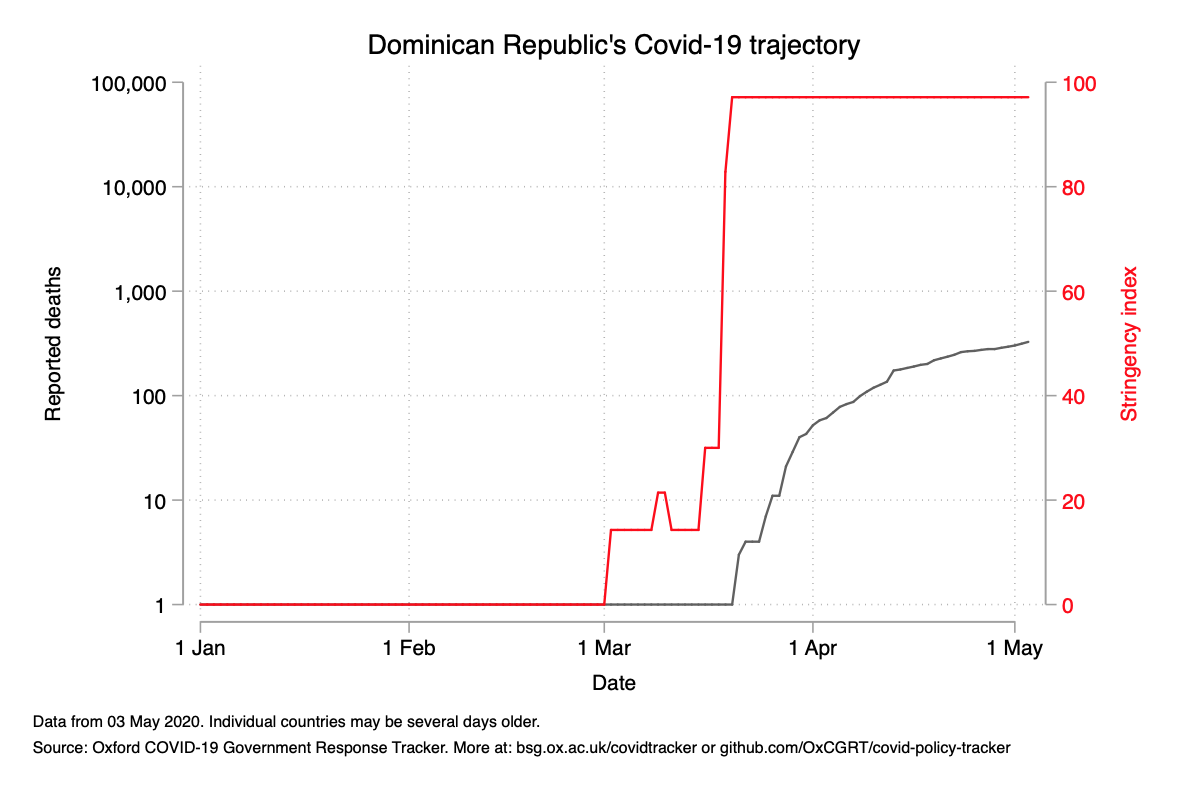 Dominican Republic's Covid-19 trajectory
100,000
10,000
1,000
100
10
1
Reported deaths
100
80
60
40
20
0
Stringency index
1 Jan
1 Feb
1 Mar
1 Apr
1 May
Date
Data from 03 May 2020. Individual countries may be several days older.
Source: Oxford COVID-19 Government Response Tracker. More at: bsg.ox.ac.uk/covidtracker or github.com/OxCGRT/covid-policy-tracker